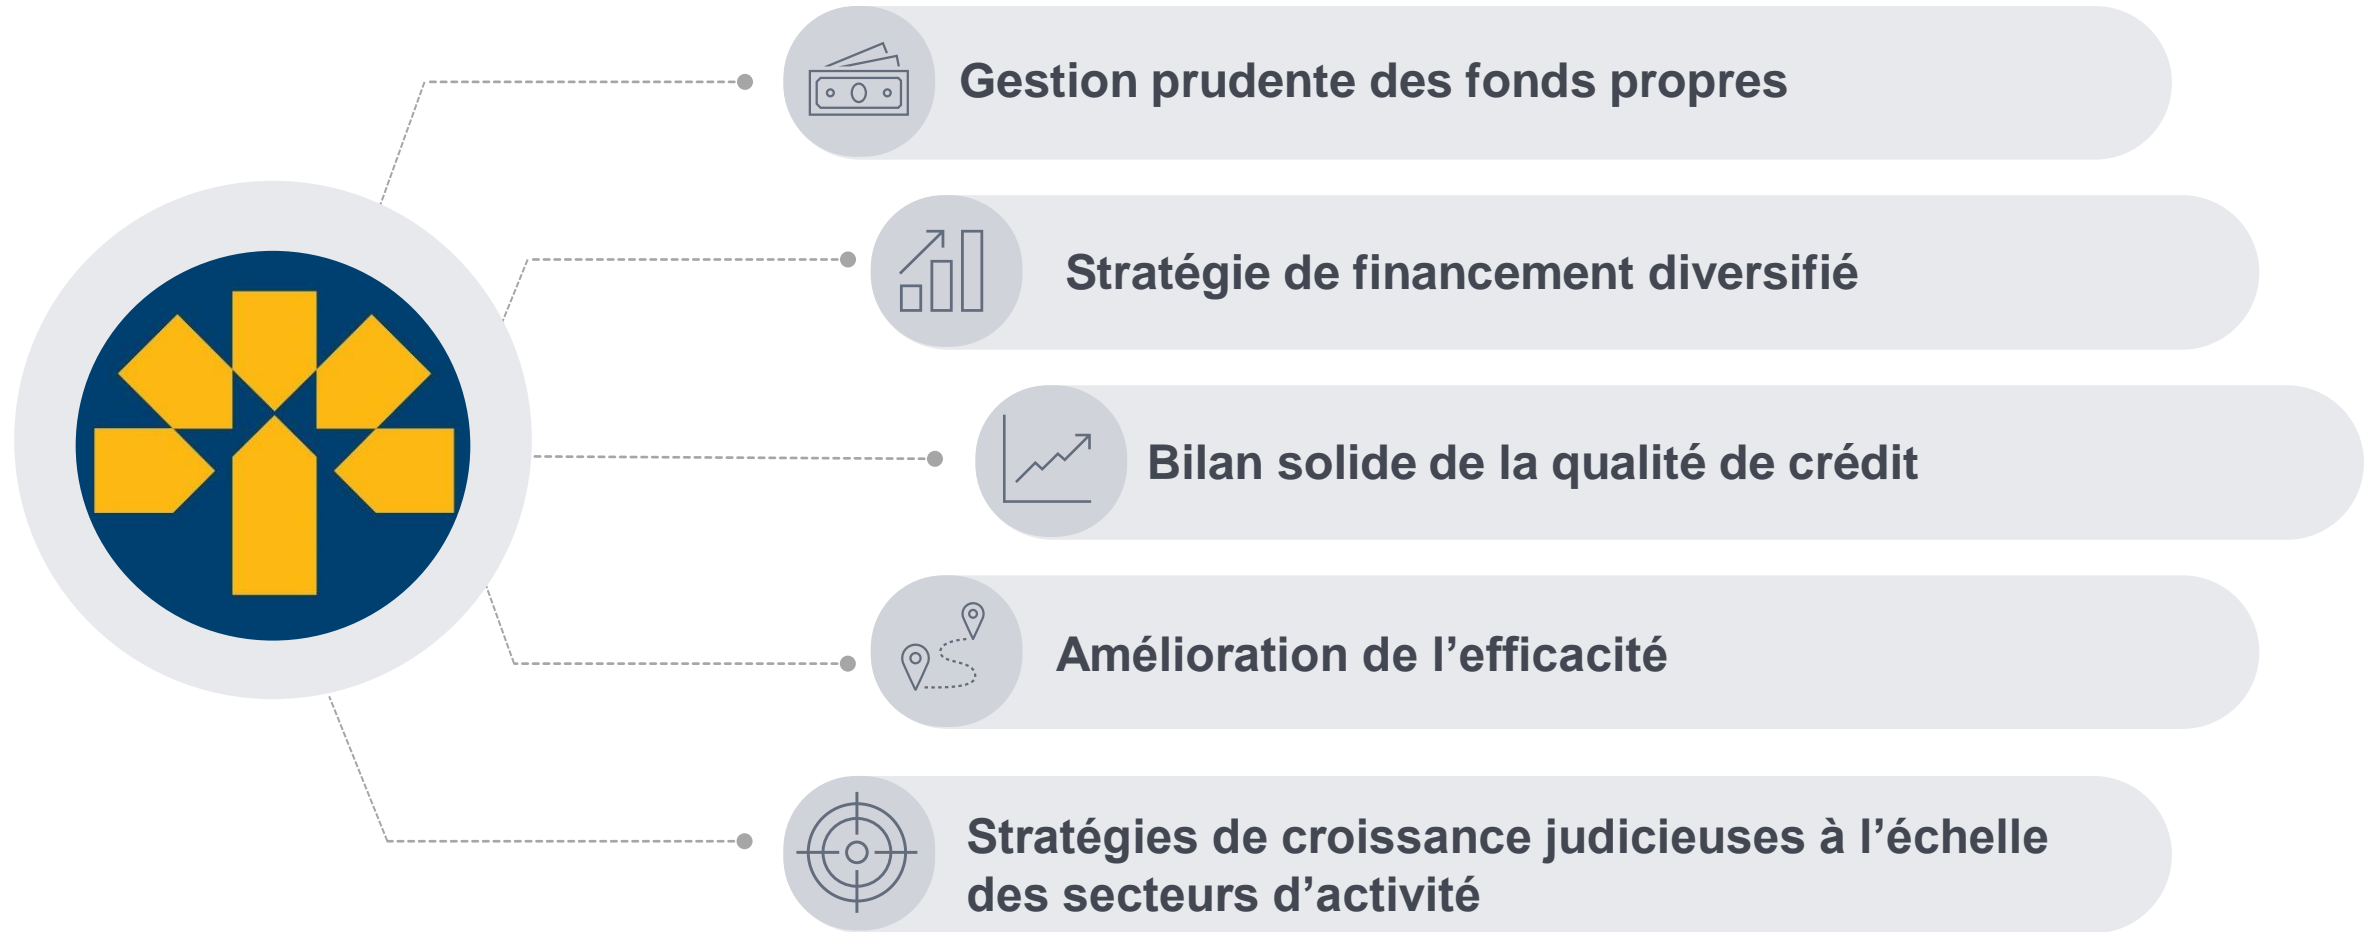 Gestion prudente des fonds propres
Stratégie de financement diversifié
Bilan solide de la qualité de crédit
Amélioration de l’efficacité
Stratégies de croissance judicieuses à l’échelle
des secteurs d’activité